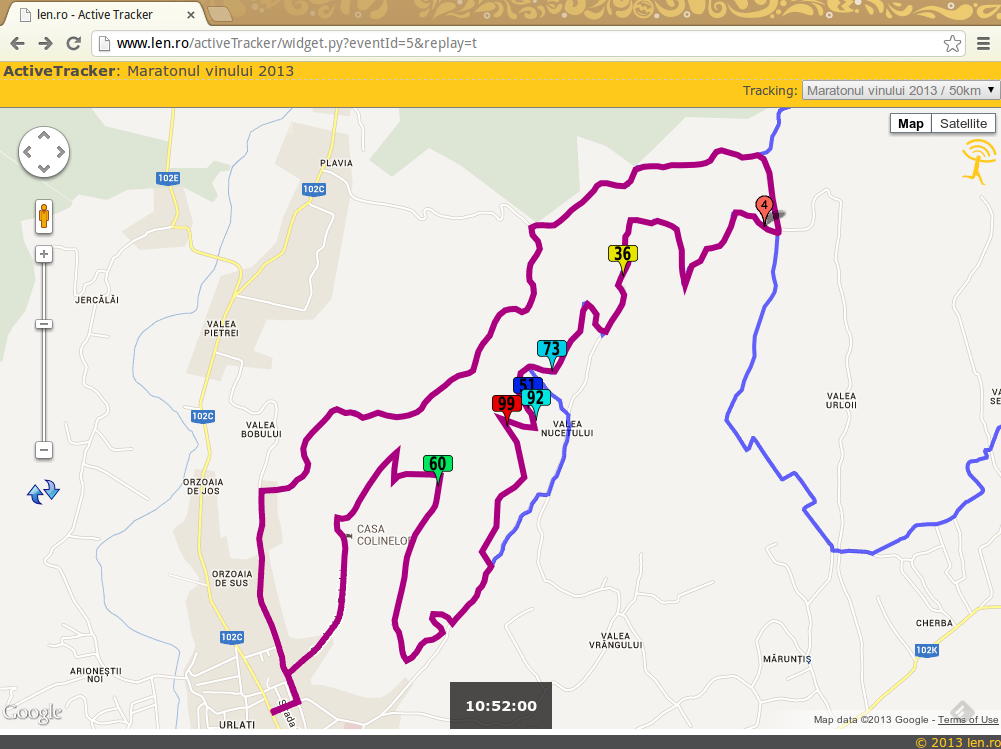 len.ro - Active Tracker
www.len.ro/activeTracker/widget.py?eventId=5&replay=t
ActiveTracker: Maratonul vinului 2013
Tracking: Maratonul vinului 2013 / 50km
Map Satellite
PLAVIA
102E
102C
4
36
JERCĂLĂI
VALEA
PIETREI
73
51
92
99
VALEA
URLOII
102C
VALEA
BOBULUI
VALEA
NUCETULUI
60
ORZOAIA
DE JOS
CASA
ORZOAIA
DE SUS
CHERBA
102C
VALEA
VRÂNGULUI
102K
MĂRUNȚIȘ
ARIONEȘTII
NOI
10:52:00
Google
URLATI
Map data ©2013 Google - Terms of Use
© 2013 len.ro